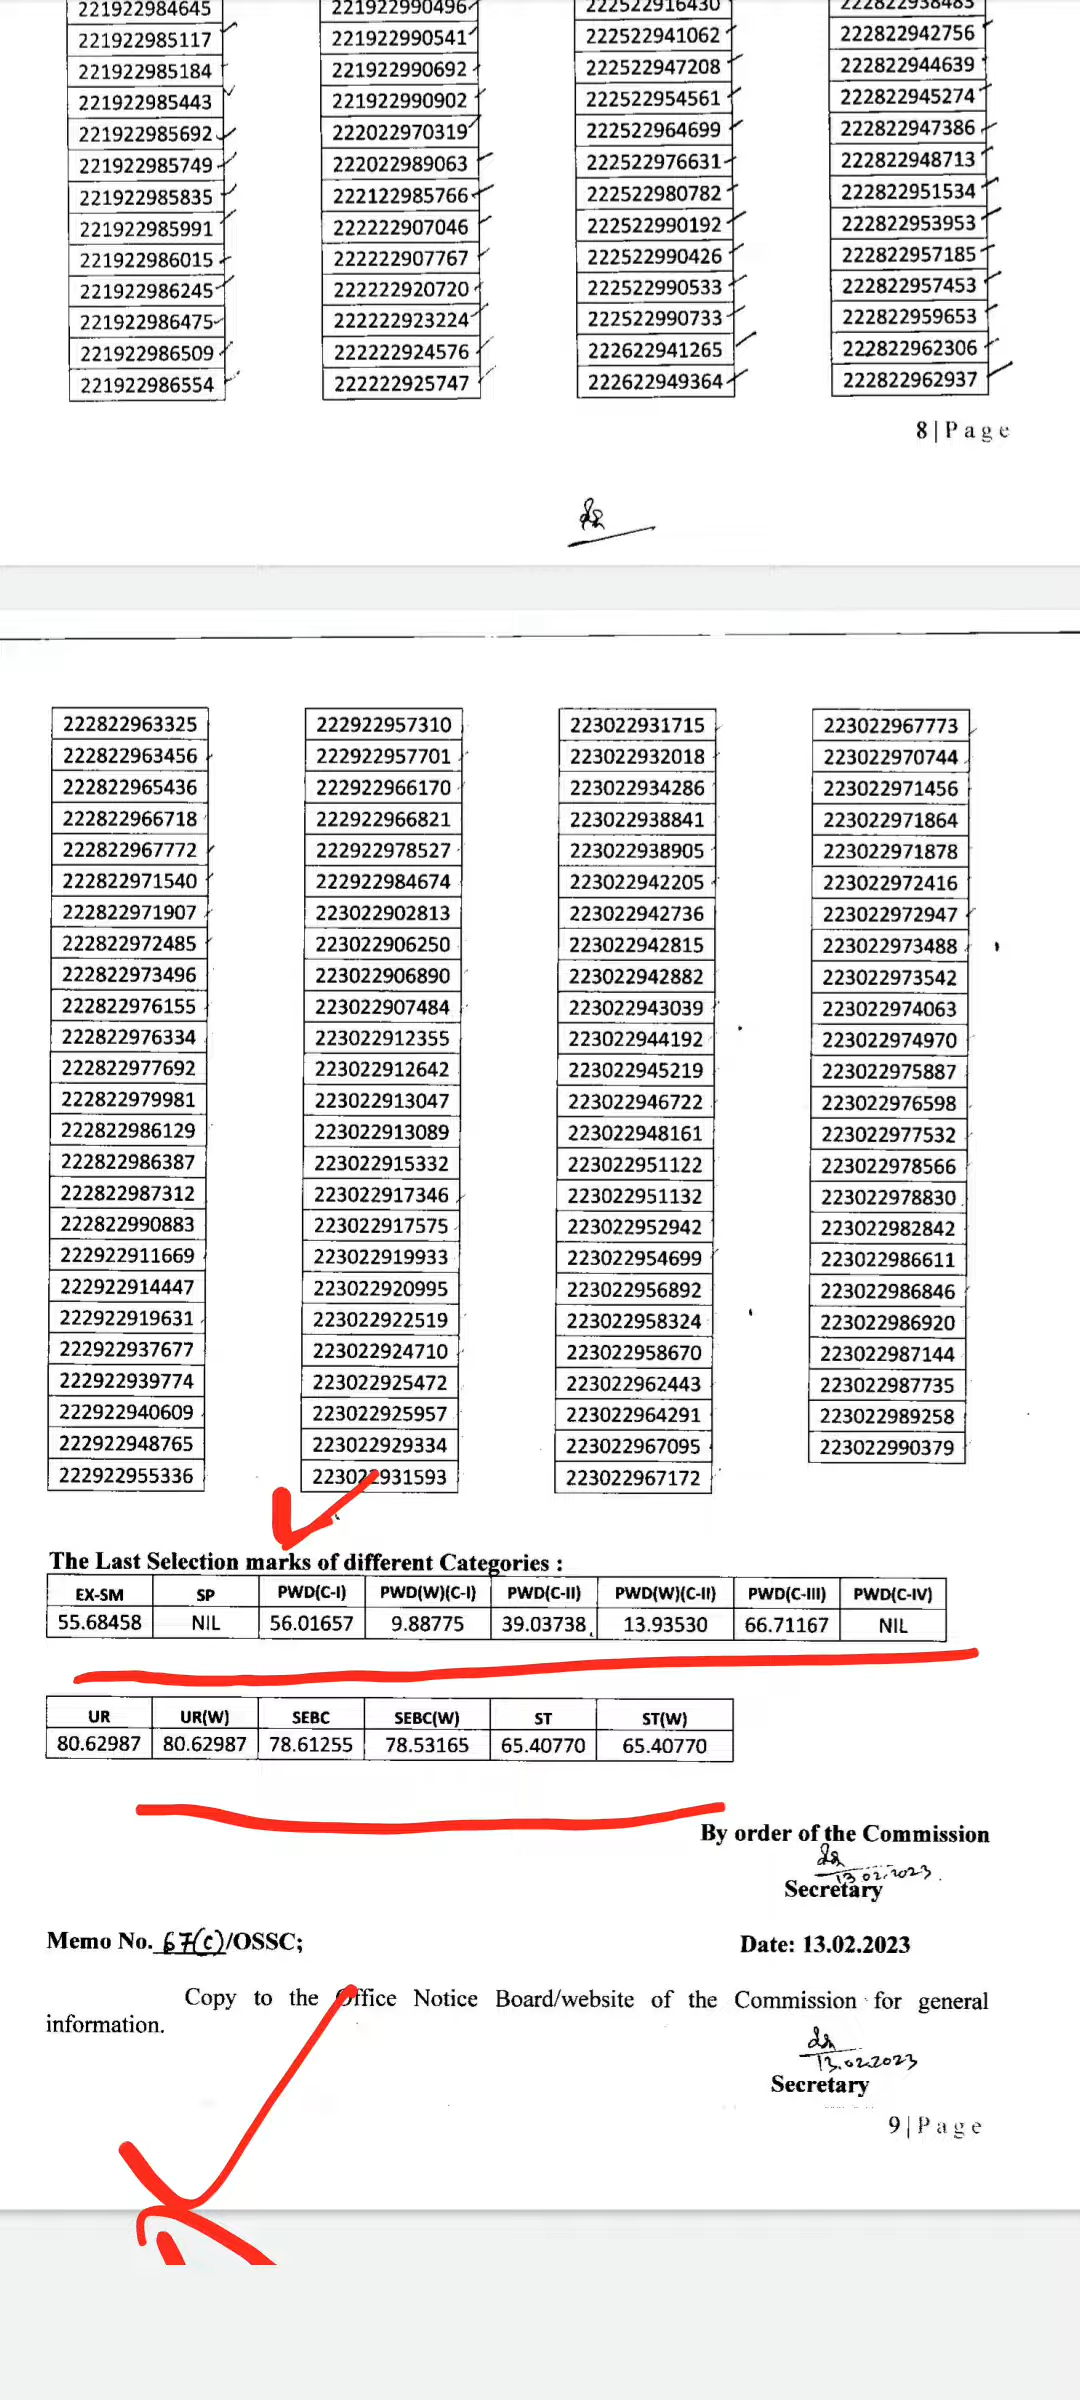 221922984645 221922990496 222522916430 222822938483
221922985117 221922990541 222522941062 222822942756
221922985184 221922990692 222522947208 222822944639
221922985443 221922990902 222522954561 222822945274
221922985692 222022970319 222522964699 222822947386
221922985749 222022989063 222522976631 222822948713
221922985835 222122985766 222522980782 222822951534
221922985991 222222907046 222522990192 222822953953
221922986015 222222907767 222522990426 222822957185
221922986245 222222920720 222522990533 222822957453
221922986475 222222923224 222522990733 222822959653
221922986509 222222924576 222622941265 222822962306
221922986554 222222925747 222622949364 222822962937
8|Page
222822963325 222922957310 223022931715 223022967773
222822963456 222922957701 223022932018 223022970744
222822965436 222922966170 223022934286 223022971456
222822966718 222922966821 223022938841 223022971864
222822967772 222922978527 223022938905 223022971878
222822971540 222922984674 223022942205 223022972416
222822971907 223022902813 223022942736 223022972947
222822972485 223022906250 223022942815 223022973488
222822973496 223022906890 223022942882 223022973542
222822976155 223022907484 223022943039 223022974063
222822976334 223022912355 223022944192 223022974970
222822977692 223022912642 223022945219 223022975887
222822979981 223022913047 223022946722 223022976598
222822986129 223022913089 223022948161 223022977532
222822986387 223022915332 223022951122 223022978566
222822987312 223022917346 223022951132 223022978830
222822990883 223022917575 223022952942 223022982842
222922911669 223022919933 223022954699 223022986611
222922914447 223022920995 223022956892 223022986846
222922919631 223022922519 223022958324 223022986920
222922937677 223022924710 223022958670 223022987144
222922939774 223022925472 223022962443 223022987735
222922940609 223022925957 223022964291 223022989258
222922948765 223022929334 223022967095 223022990379
222922955336 223022931593 223022967172
The Last Selection marks of different Categories :
EX-SM SP PWD(C-I) PWD(W)(C-I) PWD(C-II) PWD(W)(C-II) PWD(C-III) PWD(C-IV)
55.68458 NIL 56.01657 9.88775 39.03738 13.93530 66.71167 NIL
UR UR(W) SEBC SEBC(W) ST ST(W)
80.62987 80.62987 78.61255 78.53165 65.40770 65.40770
By order of the Commission
13.02.2023
Secretary
Memo No. 67(C)/OSSC; Date: 13.02.2023
Copy to the Office Notice Board/website of the Commission for general
information.
13.02.2023
Secretary
9|Page